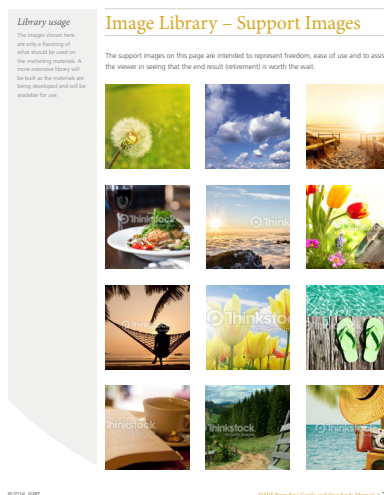 Library usage
The images shown here
are only a flavoring of
what should be used on
the marketing materials. A
more extensive library will
be built as the materials are
being developed and will be
available for use.
Image Library – Support Images
The support images on this page are intended to represent freedom, ease of use and to assis
the viewer in seeing that the end result (retirement) is worth the wait.
Thinkstock
Thinkstock
Thinkstock
Thinkstock
Thinkstock
Thinkstock
Thinkstock
Thinkstock
Thinkstock
©2014